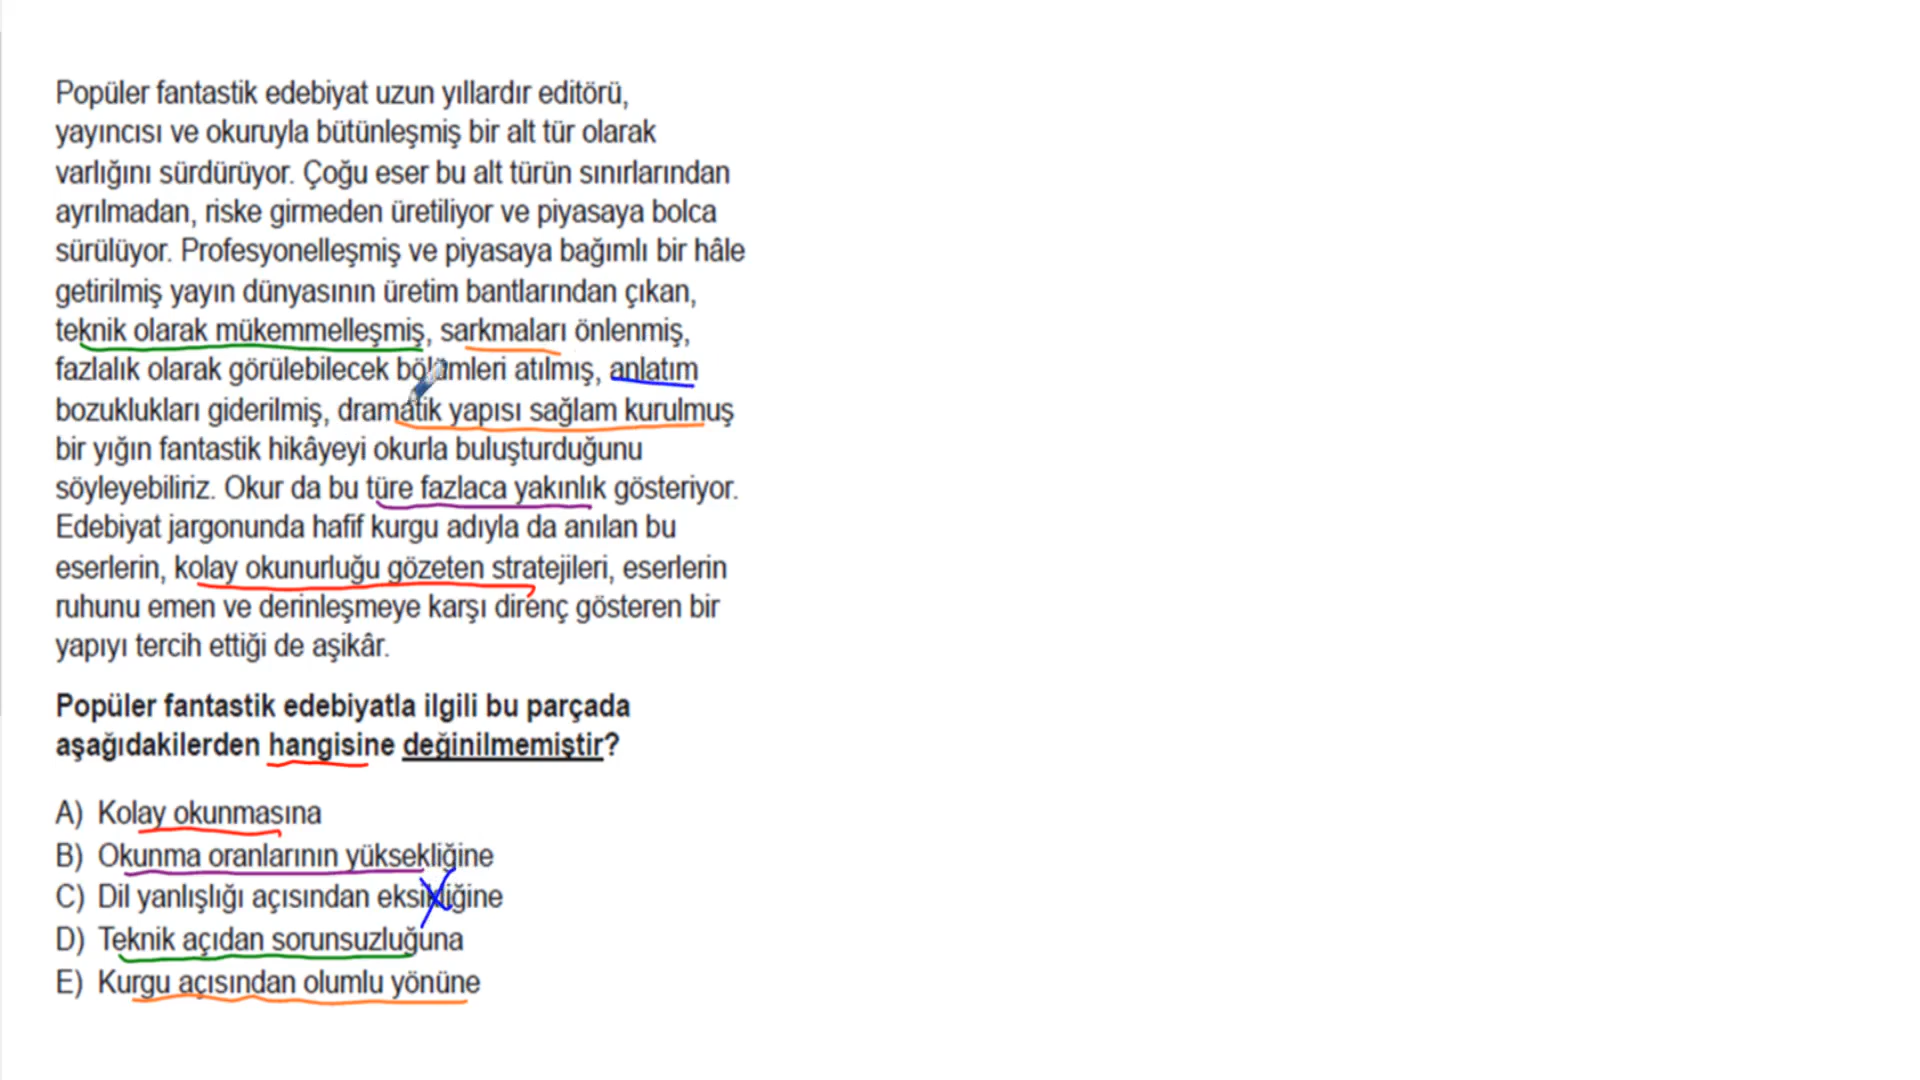 Popüler fantastik edebiyat uzun yıllardır editörü,
yayıncısı ve okuruyla bütünleşmiş bir alt tür olarak
varlığını sürdürüyor. Çoğu eser bu alt türün sınırlarından
ayrılmadan, riske girmeden üretiliyor ve piyasaya bolca
sürülüyor. Profesyonelleşmiş ve piyasaya bağımlı bir hâle
getirilmiş yayın dünyasının üretim bantlarından çıkan,
teknik olarak mükemmelleşmiş, sarkmaları önlenmiş,
fazlalık olarak görülebilecek bölümleri atılmış, anlatım
bozuklukları giderilmiş, dramatik yapısı sağlam kurulmuş
bir yığın fantastik hikâyeyi okurla buluşturduğunu
söyleyebiliriz. Okur da bu türe fazlaca yakınlık gösteriyor.
Edebiyat jargonunda hafif kurgu adıyla da anılan bu
eserlerin, kolay okunurluğu gözeten stratejileri, eserlerin
ruhunu emen ve derinleşmeye karşı direnç gösteren bir
yapıyı tercih ettiği de aşikâr.
Popüler fantastik edebiyatla ilgili bu parçada
aşağıdakilerden hangisine değinilmemiştir?
A) Kolay okunmasına
B) Okunma oranlarının yüksekliğine
C) Dil yanlışlığı açısından eksikliğine
D) Teknik açıdan sorunsuzluğuna
E) Kurgu açısından olumlu yönüne